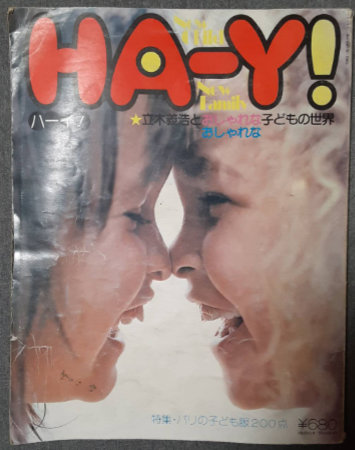 New
Child
HA-Y!
New
Family
ハーイ!
★立木義浩とおしゃれな子どもの世界
おしゃれな
特集・パリの子ども服200点
¥680